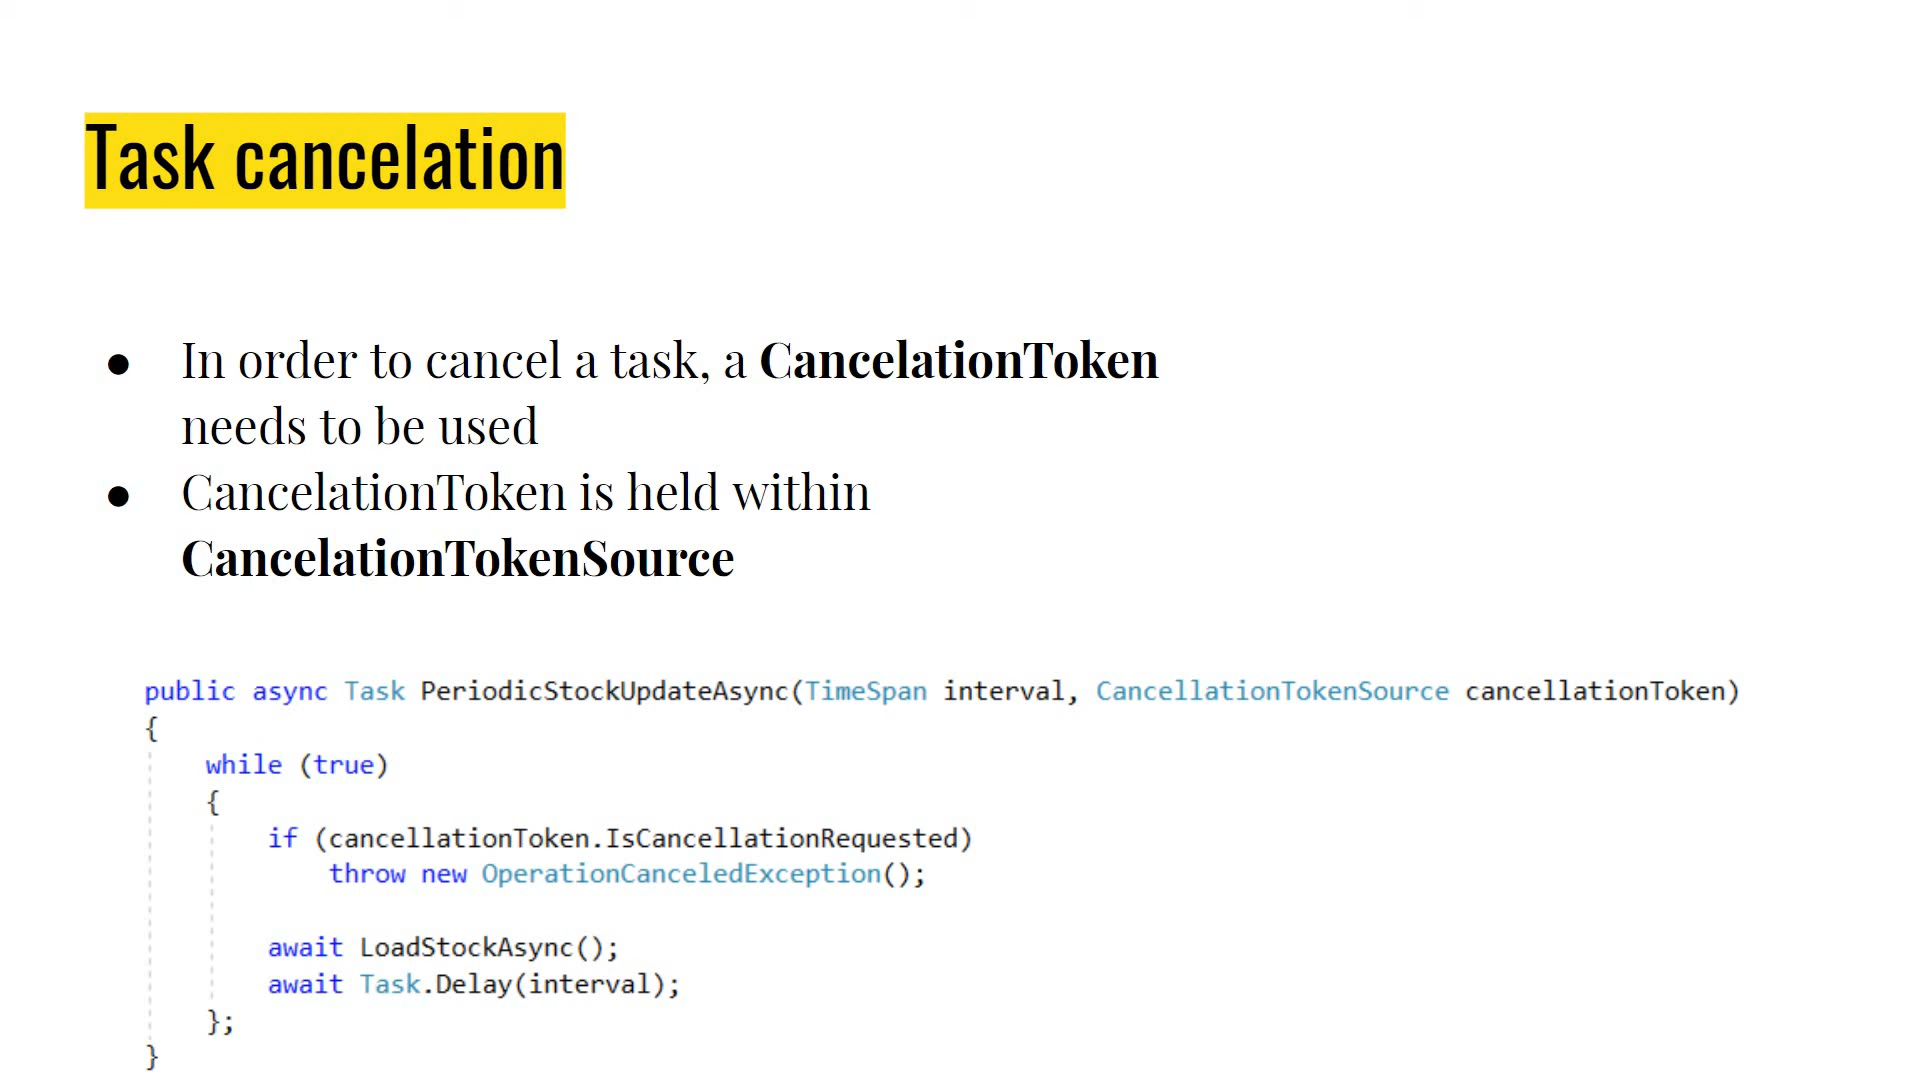 Task cancelation
● In order to cancel a task, a CancelationToken
needs to be used
● CancelationToken is held within
CancelationTokenSource
public async Task PeriodicStockUpdateAsync(TimeSpan interval, CancellationTokenSource cancellationToken)
{
    while (true)
    {
        if (cancellationToken.IsCancellationRequested)
            throw new OperationCanceledException();

        await LoadStockAsync();
        await Task.Delay(interval);
    };
}